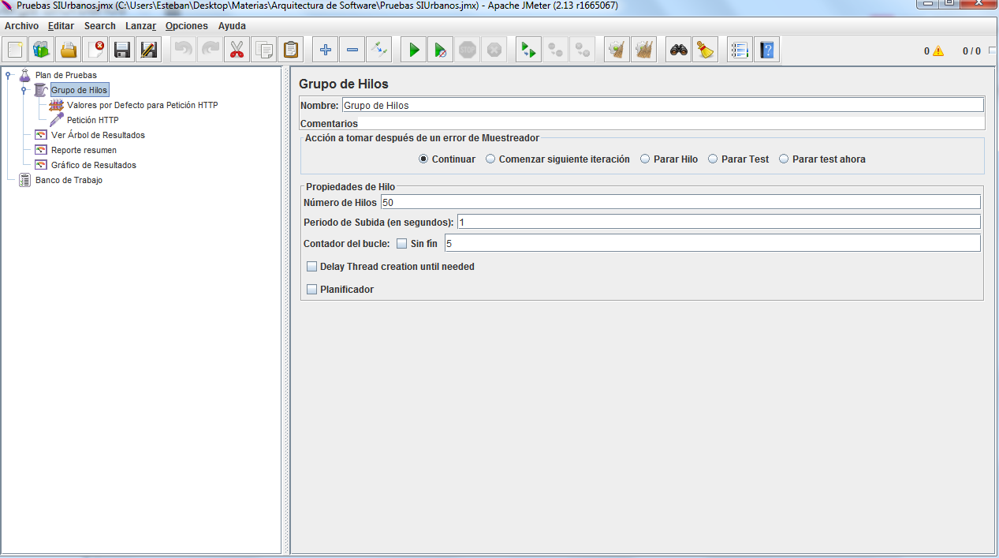 Pruebas SIUrbanos.jmx (C:\Users\Esteban\Desktop\Materias\Arquitectura de Software\Pruebas SIUrbanos.jmx) - Apache JMeter (2.13 r1665067)
Archivo Editar Search Lanzar Opciones Ayuda
STOP 0 0 / 0
Plan de Pruebas
Grupo de Hilos
Valores por Defecto para Petición HTTP
Petición HTTP
Ver Árbol de Resultados
Reporte resumen
Gráfico de Resultados
Banco de Trabajo
Grupo de Hilos
Nombre: Grupo de Hilos
Comentarios
Acción a tomar después de un error de Muestreador
Continuar Comenzar siguiente iteración Parar Hilo Parar Test Parar test ahora
Propiedades de Hilo
Número de Hilos 50
Periodo de Subida (en segundos): 1
Contador del bucle: Sin fin 5
Delay Thread creation until needed
Planificador